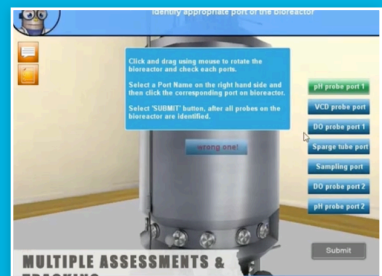 Identify appropriate port of the bioreactor
Click and drag using mouse to rotate the
bioreactor and check each ports.
Select a Port Name on the right hand side and
then click the corresponding port on bioreactor.
Select 'SUBMIT' button, after all probes on the
bioreactor are identified.
wrong one!
pH probe port 1
VCD probe port
DO probe port 1
Sparge tube port
Sampling port
DO probe port 2
pH probe port 2
Submit
MULTIPLE ASSESSMENTS &
TRACKING